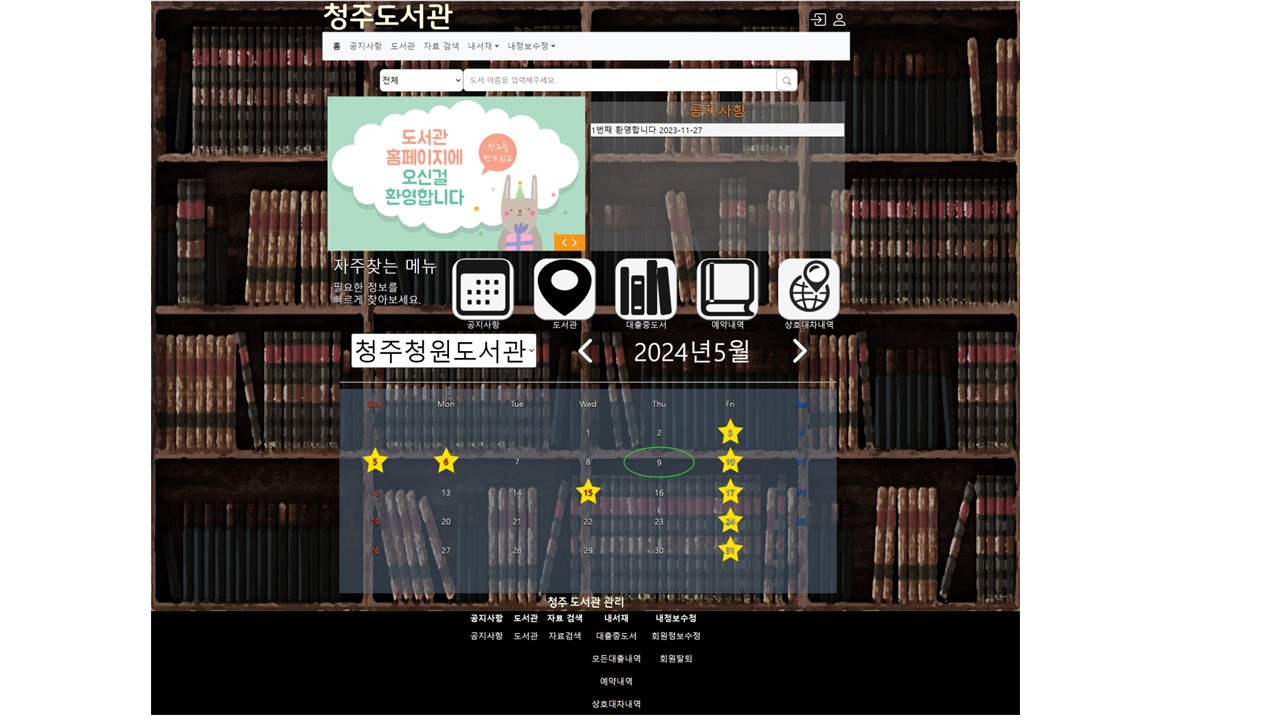 청주도서관
홈 공지사항 도서관 자료 검색 내서재 내정보수정
전체 도서 이름을 입력해주세요.
도서관
홈페이지에
오신걸
환영합니다
친구들
반가워요
공지사항
1번째 환영합니다 2023-11-27
자주찾는 메뉴
필요한 정보를
빠르게 찾아보세요.
공지사항 도서관 대출중도서 예약내역 상호대차내역
청주청원도서관 2024년5월
Sun Mon Tue Wed Thu Fri Sat
1 2 3 4
5 6 7 8 9 10 11
12 13 14 15 16 17 18
19 20 21 22 23 24 25
26 27 28 29 30 31
청주 도서관 관리
공지사항 도서관 자료 검색 내서재 내정보수정
공지사항 도서관 자료검색 대출중도서 회원정보수정
모든대출내역 회원탈퇴
예약내역
상호대차내역